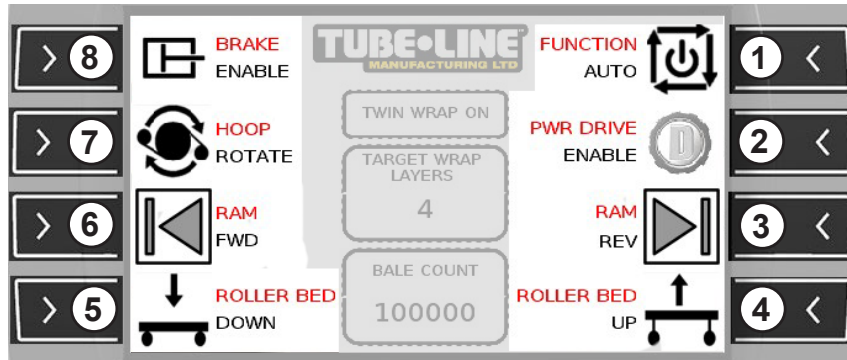 8
BRAKE
ENABLE
TUBE-LINE
MANUFACTURING LTD
FUNCTION
AUTO
1
7
HOOP
ROTATE
TWIN WRAP ON
PWR DRIVE
ENABLE
D
2
6
RAM
FWD
TARGET WRAP
LAYERS
4
RAM
REV
3
5
ROLLER BED
DOWN
BALE COUNT
100000
ROLLER BED
UP
4